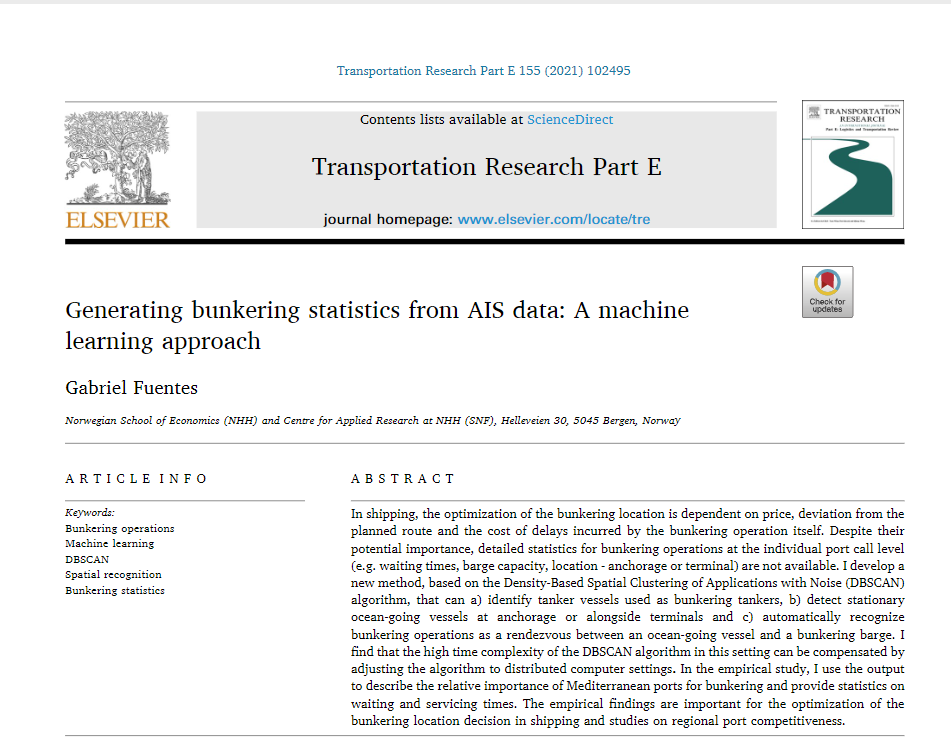 Transportation Research Part E 155 (2021) 102495
Contents lists available at ScienceDirect
Transportation Research Part E
journal homepage: www.elsevier.com/locate/tre
ELSEVIER
TRANSPORTATION
RESEARCH
Part E: Logistics and Transportation Review
Check for
updates
Generating bunkering statistics from AIS data: A machine
learning approach
Gabriel Fuentes
Norwegian School of Economics (NHH) and Centre for Applied Research at NHH (SNF), Helleveien 30, 5045 Bergen, Norway
ARTICLE INFO
Keywords:
Bunkering operations
Machine learning
DBSCAN
Spatial recognition
Bunkering statistics
ABSTRACT
In shipping, the optimization of the bunkering location is dependent on price, deviation from the
planned route and the cost of delays incurred by the bunkering operation itself. Despite their
potential importance, detailed statistics for bunkering operations at the individual port call level
(e.g. waiting times, barge capacity, location - anchorage or terminal) are not available. I develop a
new method, based on the Density-Based Spatial Clustering of Applications with Noise (DBSCAN)
algorithm, that can a) identify tanker vessels used as bunkering tankers, b) detect stationary
ocean-going vessels at anchorage or alongside terminals and c) automatically recognize
bunkering operations as a rendezvous between an ocean-going vessel and a bunkering barge. I
find that the high time complexity of the DBSCAN algorithm in this setting can be compensated by
adjusting the algorithm to distributed computer settings. In the empirical study, I use the output
to describe the relative importance of Mediterranean ports for bunkering and provide statistics on
waiting and servicing times. The empirical findings are important for the optimization of the
bunkering location decision in shipping and studies on regional port competitiveness.